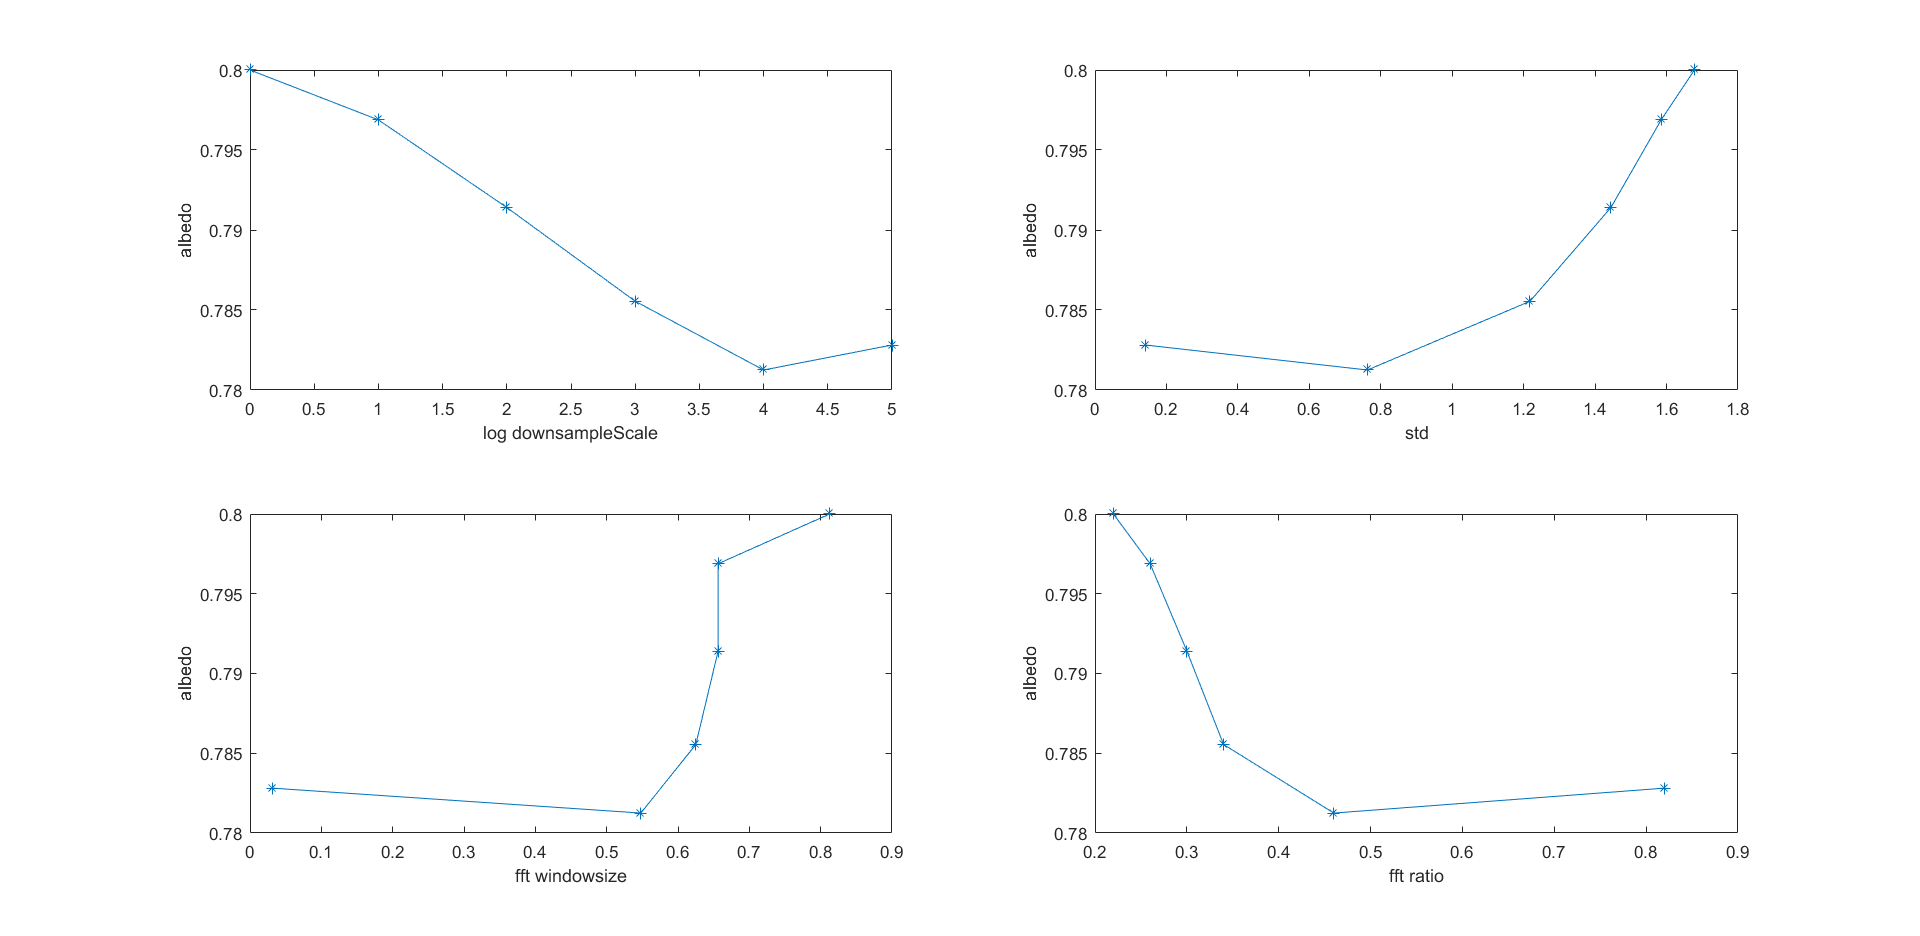 0.8
0.795
0.79
0.785
0.78
albedo
0 0.5 1 1.5 2 2.5 3 3.5 4 4.5 5
log downsampleScale
0.8
0.795
0.79
0.785
0.78
albedo
0 0.2 0.4 0.6 0.8 1 1.2 1.4 1.6 1.8
std
0.8
0.795
0.79
0.785
0.78
albedo
0 0.1 0.2 0.3 0.4 0.5 0.6 0.7 0.8 0.9
fft windowsize
0.8
0.795
0.79
0.785
0.78
albedo
0.2 0.3 0.4 0.5 0.6 0.7 0.8 0.9
fft ratio